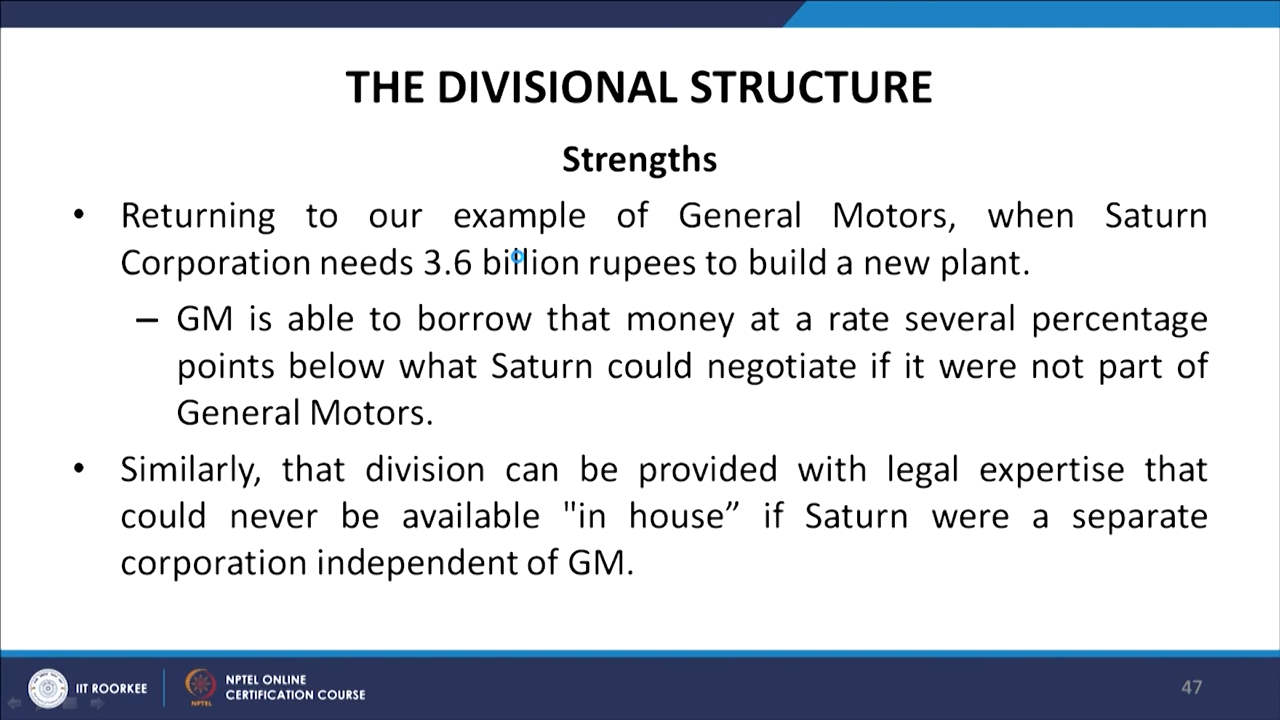 THE DIVISIONAL STRUCTURE
Strengths
• Returning to our example of General Motors, when Saturn
Corporation needs 3.6 billion rupees to build a new plant.
– GM is able to borrow that money at a rate several percentage
points below what Saturn could negotiate if it were not part of
General Motors.
• Similarly, that division can be provided with legal expertise that
could never be available "in house” if Saturn were a separate
corporation independent of GM.
IIT ROORKEE
NPTEL
NPTEL ONLINE
CERTIFICATION COURSE
47